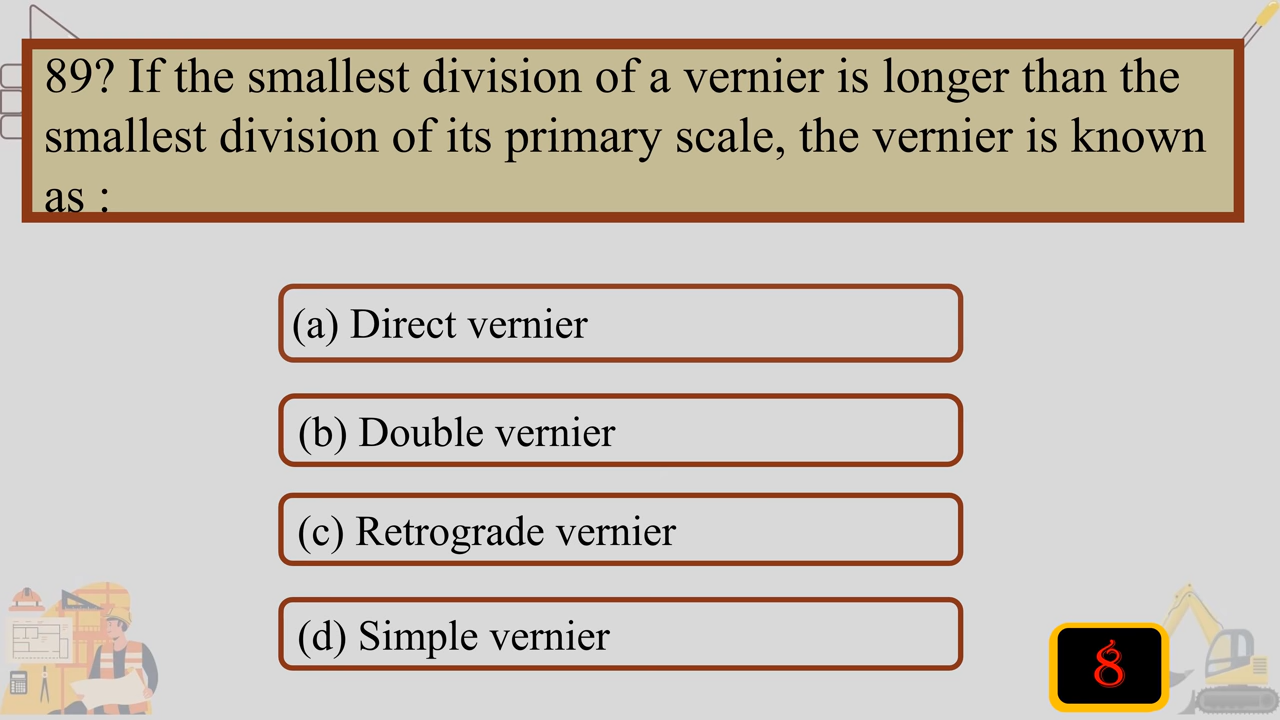 89? If the smallest division of a vernier is longer than the
smallest division of its primary scale, the vernier is known
as :
(a) Direct vernier
(b) Double vernier
(c) Retrograde vernier
(d) Simple vernier
8